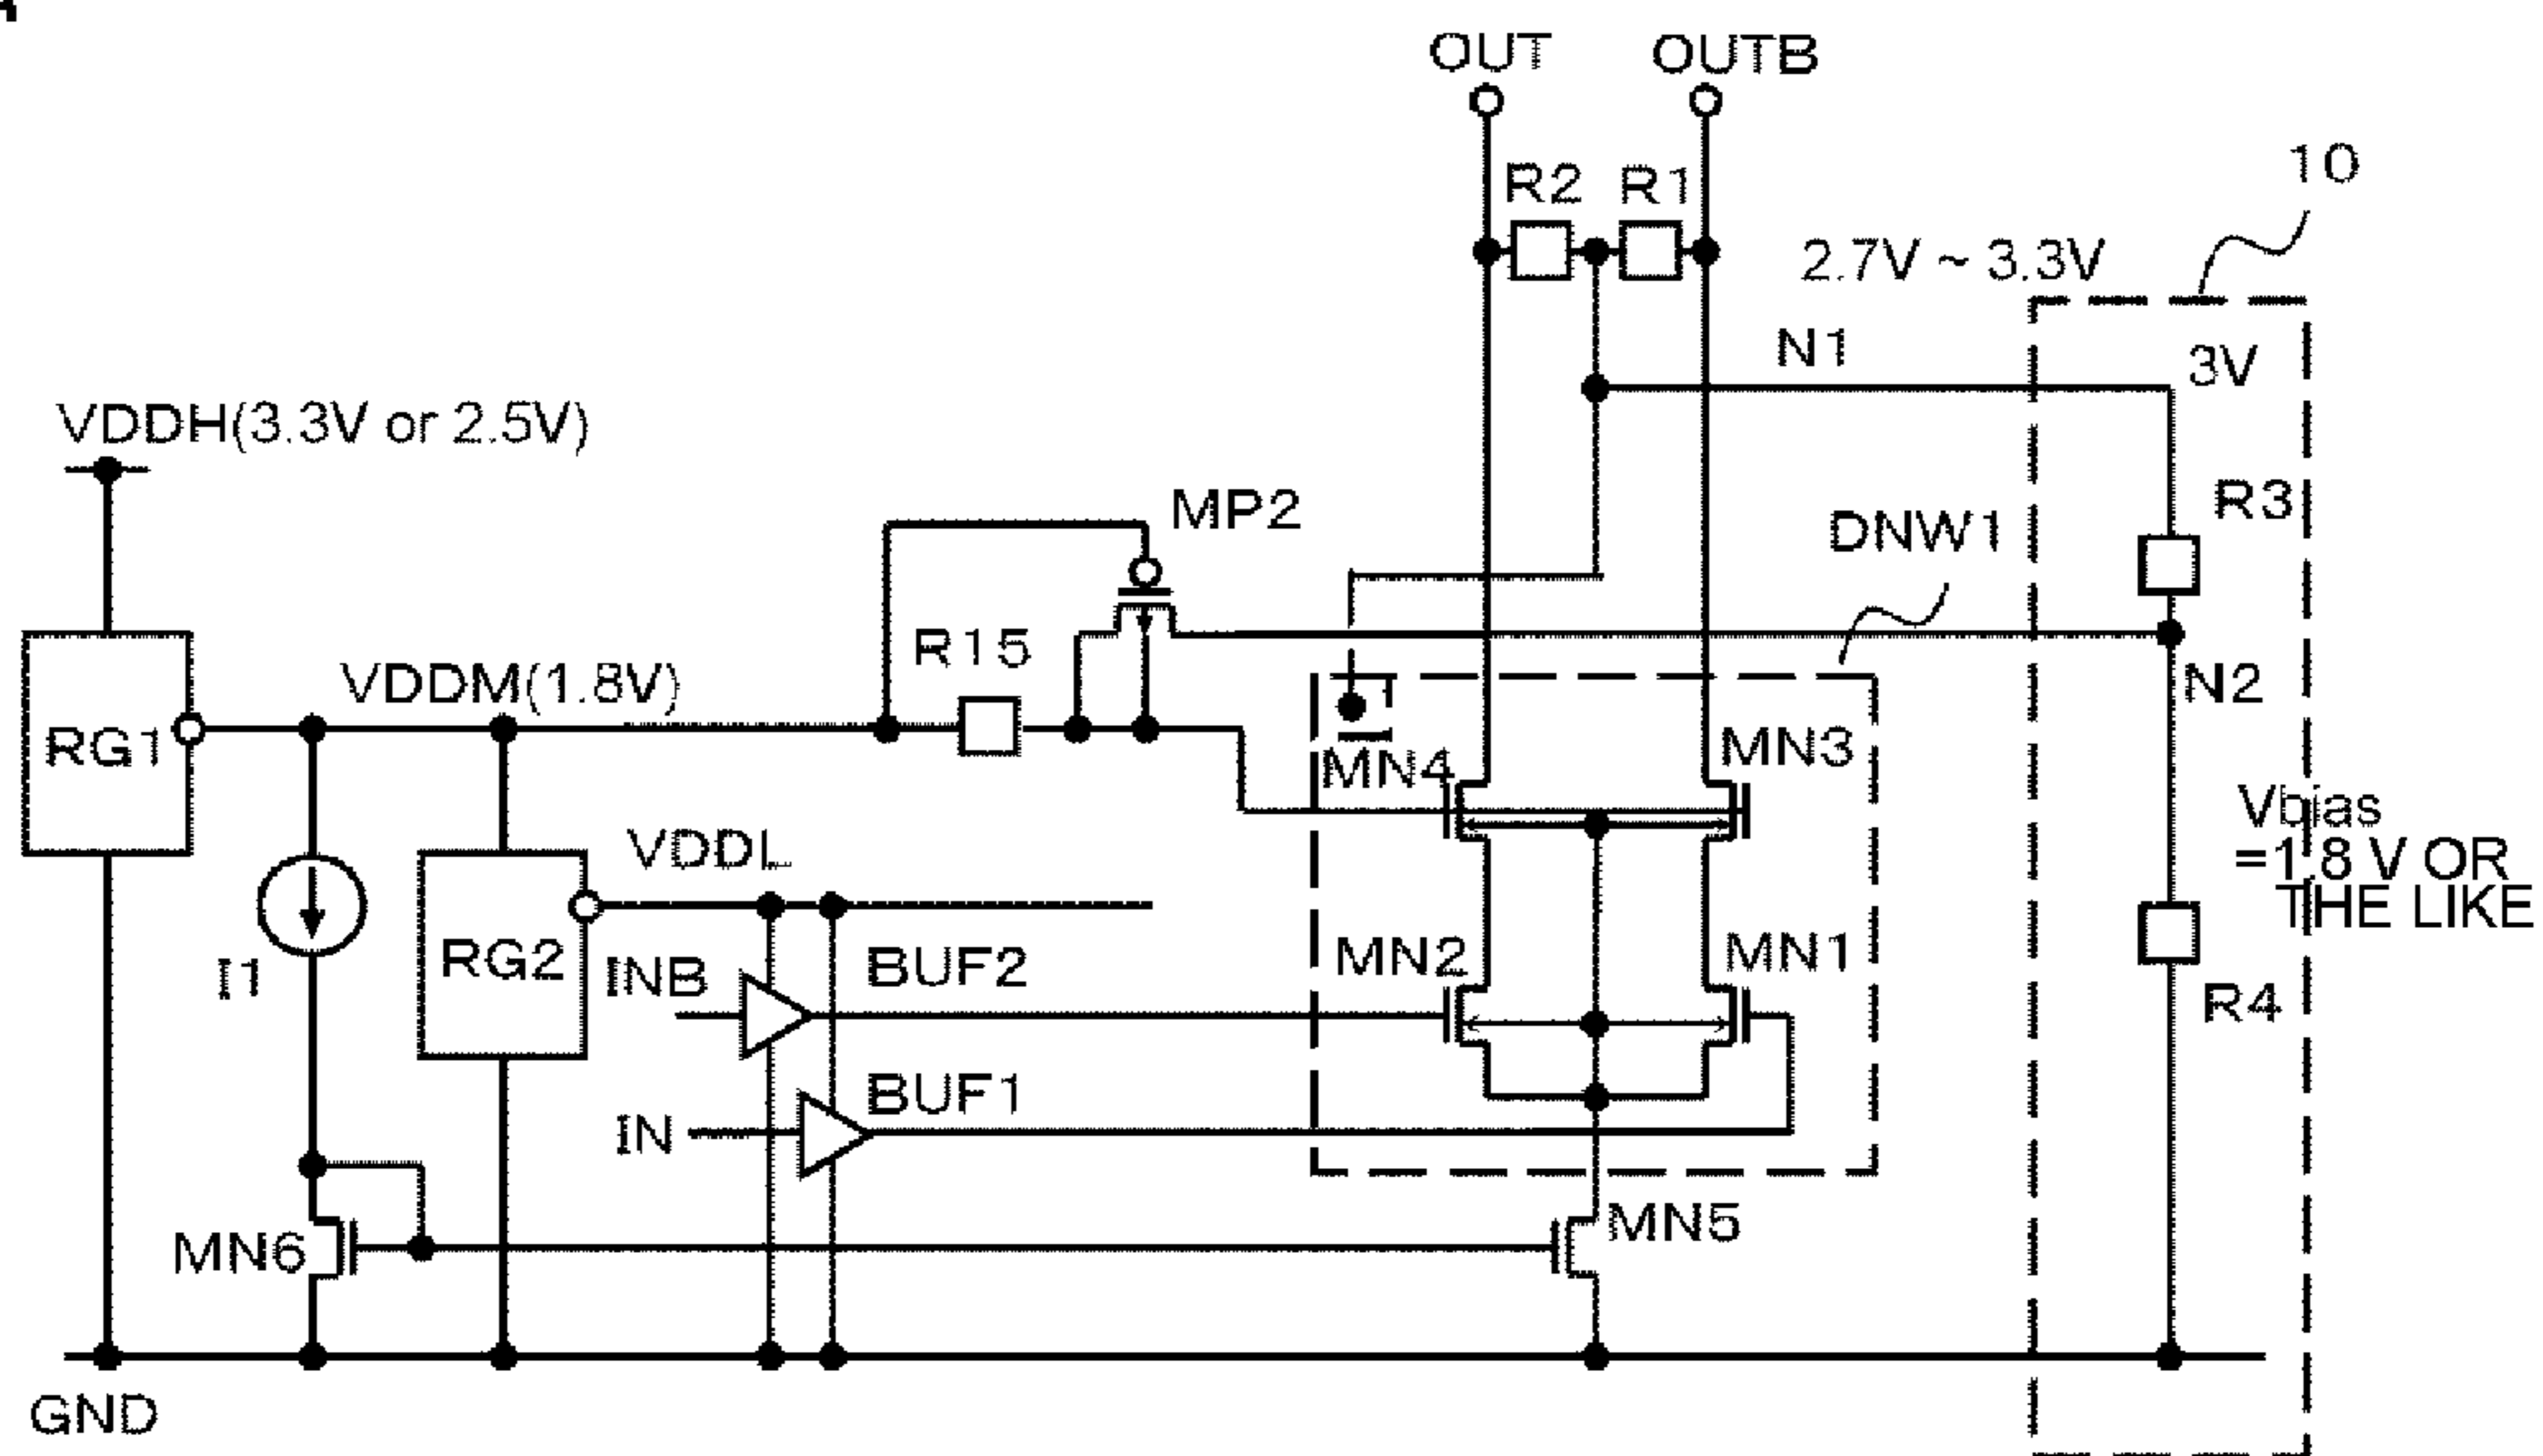 OUT
OUTB
10
R2
R1
2.7V ~ 3.3V
N1
3V
VDDH(3.3V or 2.5V)
MP2
R3
DNW1
R15
VDDM(1.8V)
N2
RG1
MN4
MN3
Vbias
=1.8 V OR
THE LIKE
VDDL
I1
RG2
INB
BUF2
MN2
MN1
R4
IN
BUF1
MN6
MN5
GND